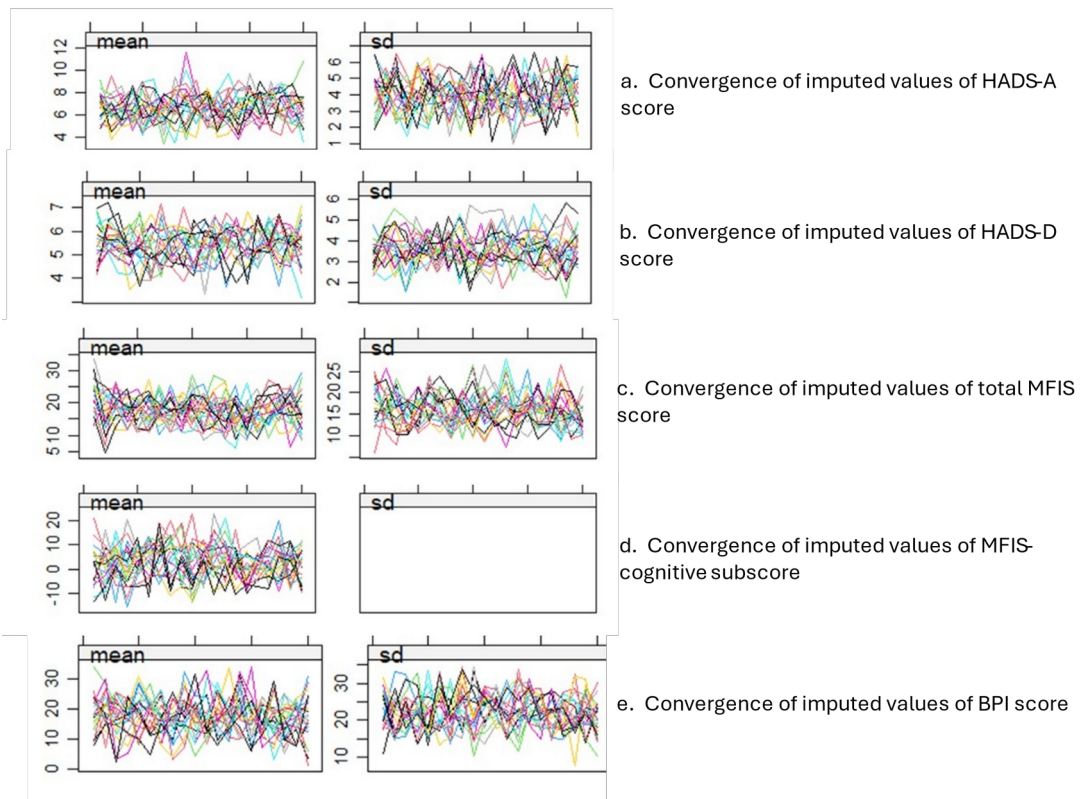 mean
sd
4 6 8 10 12
1 2 3 4 5 6
a. Convergence of imputed values of HADS-A
score
mean
sd
7
6
5
4
6
5
4
3
2
b. Convergence of imputed values of HADS-D
score
mean
sd
5 10 20 30
10 15 20 25
c. Convergence of imputed values of total MFIS
score
mean
sd
-10 0 10 20
d. Convergence of imputed values of MFIS-
cognitive subscore
mean
sd
0 10 20 30
10 20 30
e. Convergence of imputed values of BPI score